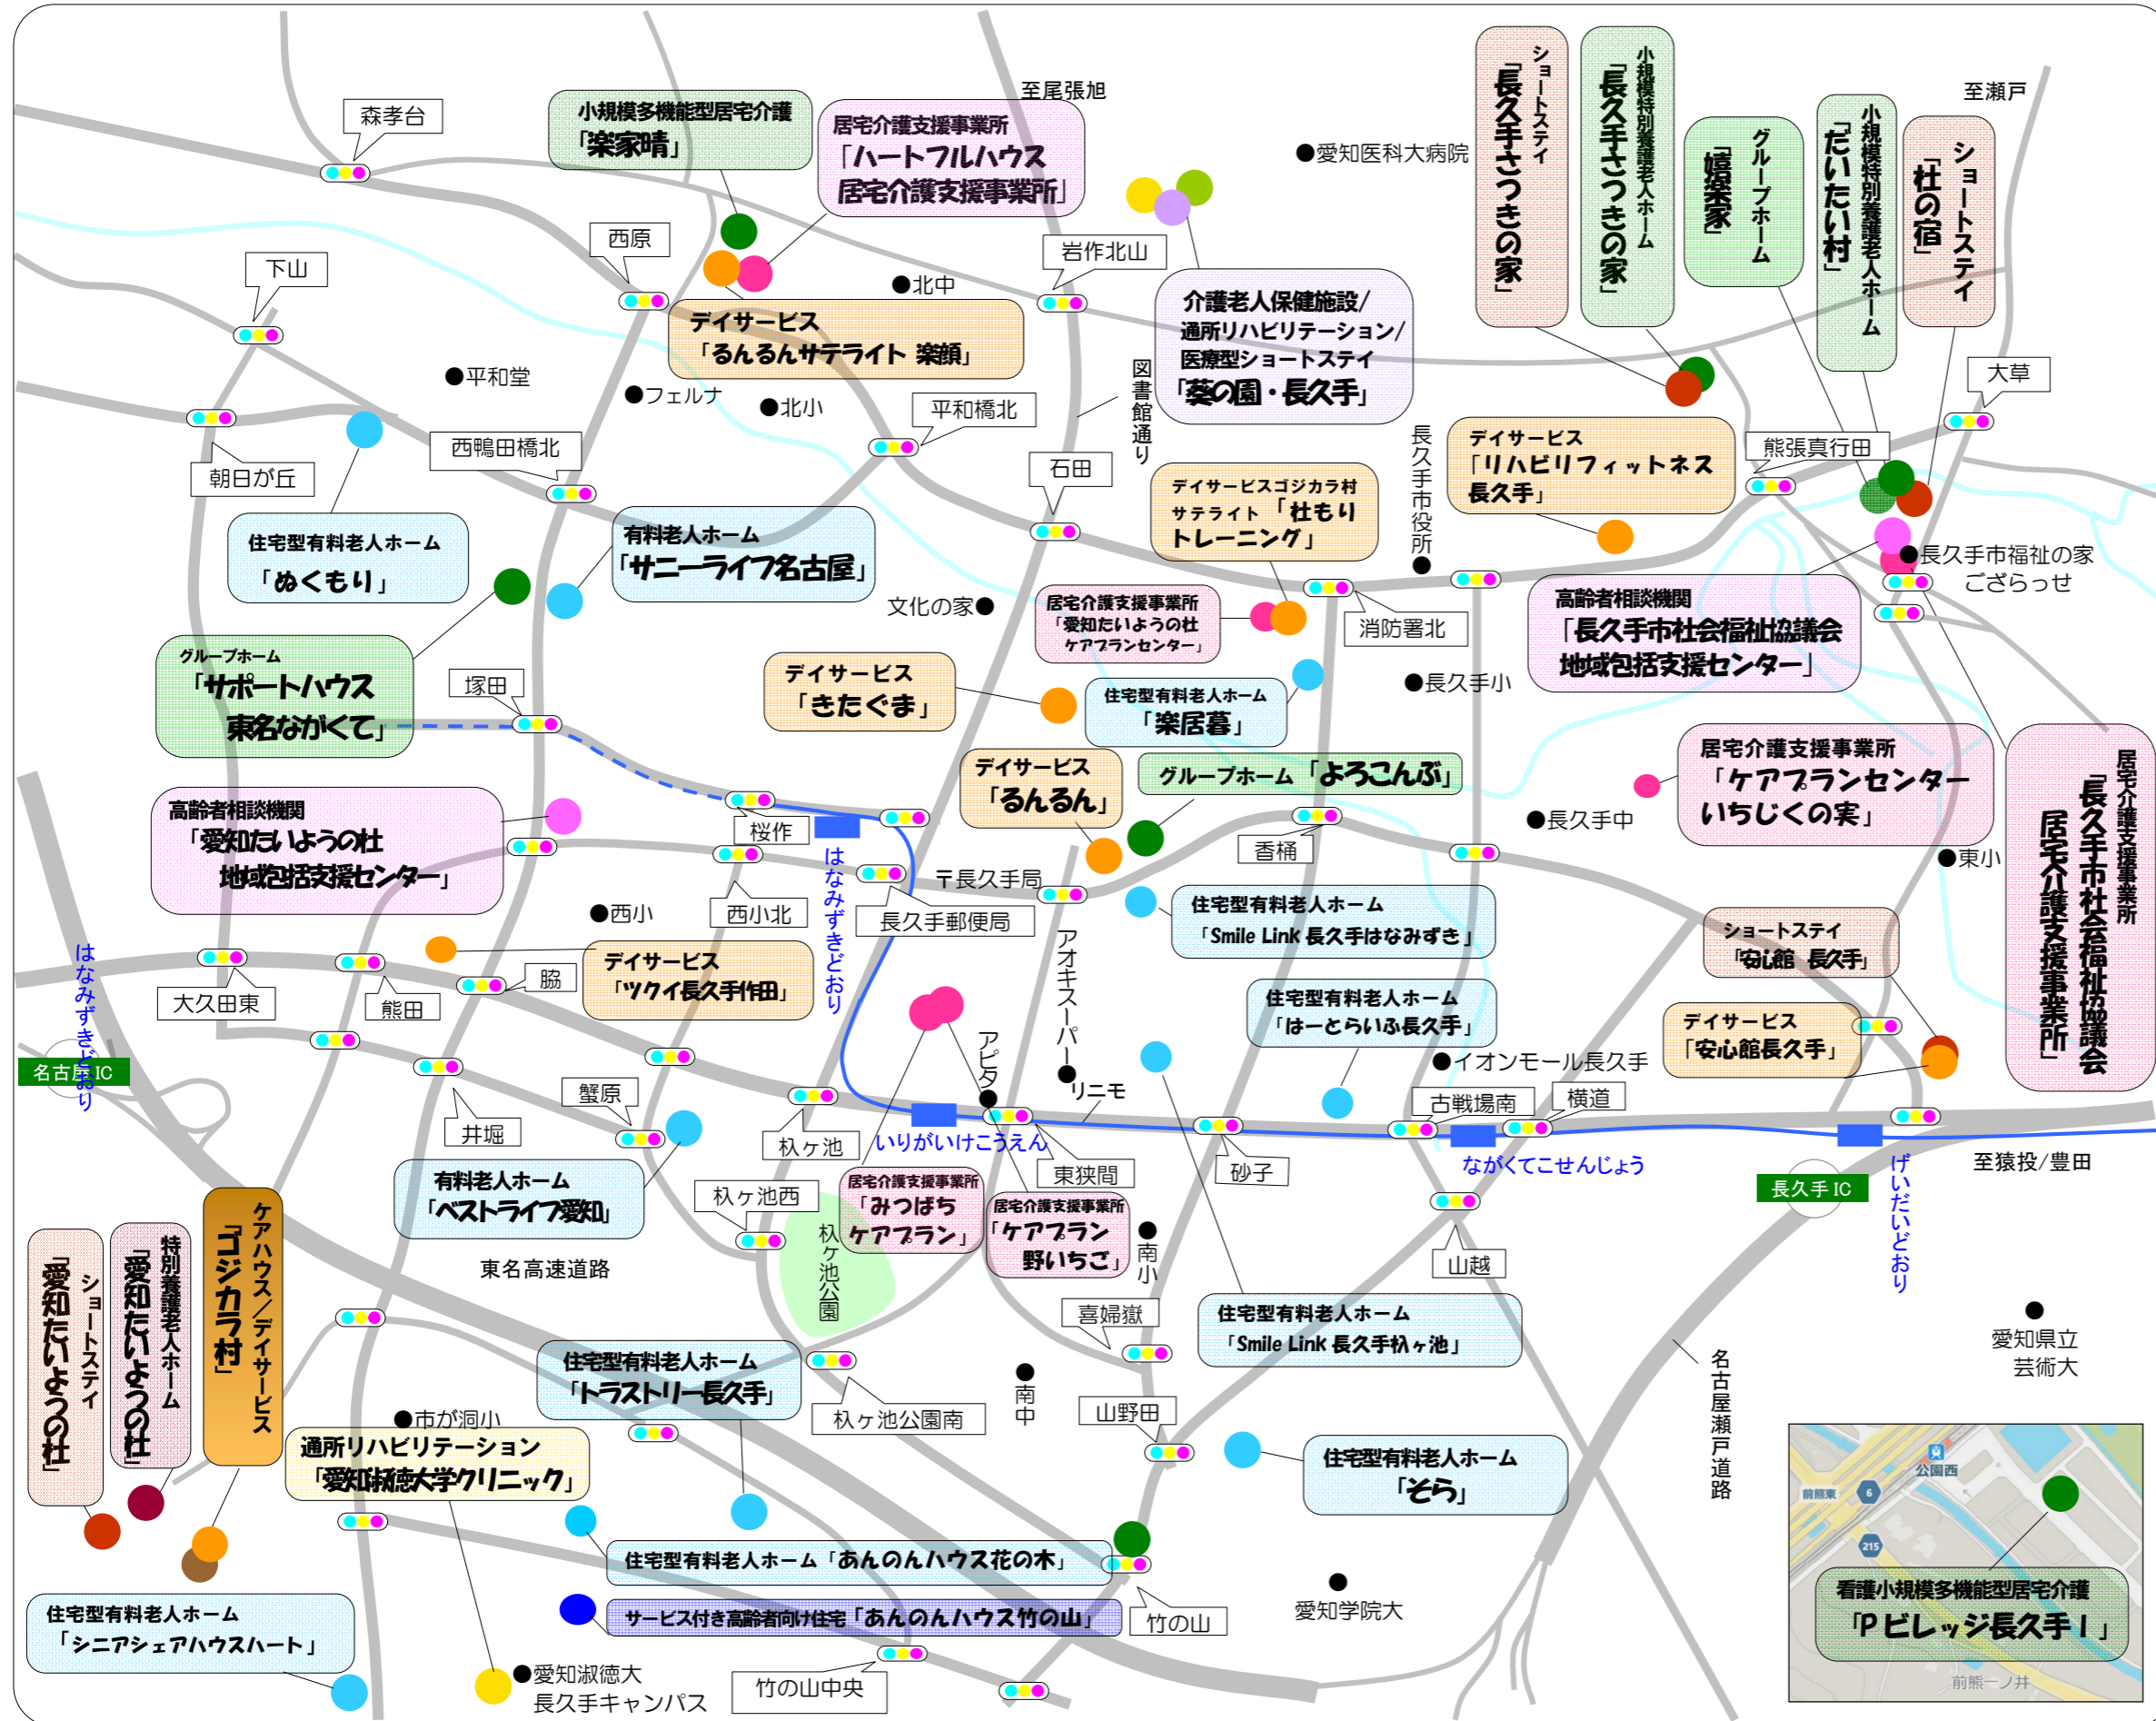 至尾張旭
至瀬戸
森孝台
小規模多機能型居宅介護
「楽家晴」
居宅介護支援事業所
「ハートフルハウス
居宅介護支援事業所」
●愛知医科大病院
ショートステイ
「長久手さつきの家」
小規模特別養護老人ホーム
「長久手さつきの家」
グループホーム
「嬉楽家」
小規模特別養護老人ホーム
「だいたい村」
ショートステイ
「杜の宿」
西原
下山
●北中
岩作北山
デイサービス
「るんるんサテライト 楽顔」
介護老人保健施設/
通所リハビリテーション/
医療型ショートステイ
「葵の園・長久手」
図書館通り
●平和堂
●フェルナ
●北小
平和橋北
大草
朝日が丘
西鴨田橋北
石田
長久手市役所●
デイサービス
「リハビリフィットネス
長久手」
熊張真行田
デイサービスゴジカラ村
サテライト「杜もり
トレーニング」
住宅型有料老人ホーム
「ぬくもり」
有料老人ホーム
「サニーライフ名古屋」
●長久手市福祉の家
ござらっせ
文化の家●
居宅介護支援事業所
「愛知たいようの杜
ケアプランセンター」
消防署北
高齢者相談機関
「長久手市社会福祉協議会
地域包括支援センター」
グループホーム
「サポートハウス
東名ながくて」
塚田
デイサービス
「きたぐま」
住宅型有料老人ホーム
「楽居暮」
●長久手小
居宅介護支援事業所
「ケアプランセンター
いちじくの実」
居宅介護支援事業所
「長久手市社会福祉協議会
居宅介護支援事業所」
デイサービス
「るんるん」
グループホーム「よろこんぶ」
高齢者相談機関
「愛知たいようの杜
地域包括支援センター」
桜作
はなみずきどおり
香桶
●長久手中
●東小
〒長久手局
●西小
西小北
長久手郵便局
住宅型有料老人ホーム
「Smile Link 長久手はなみずき」
ショートステイ
「安心館 長久手」
はなみずきどおり
大久田東
熊田
脇
デイサービス
「ツクイ長久手作田」
アオキスーパー●
住宅型有料老人ホーム
「はーとらいふ長久手」
デイサービス
「安心館長久手」
名古屋 IC
アピタ●
リニモ
●イオンモール長久手
蟹原
井堀
杁ヶ池
いりがいけこうえん
東狭間
砂子
古戦場南
横道
ながくてこせんじょう
げいだいどおり
至猿投/豊田
長久手 IC
有料老人ホーム
「ベストライフ愛知」
杁ヶ池西
杁ヶ池公園
居宅介護支援事業所
「みつばち
ケアプラン」
居宅介護支援事業所
「ケアプラン
野いちご」
●南小
山越
東名高速道路
ショートステイ
「愛知たいようの杜」
特別養護老人ホーム
「愛知たいようの杜」
ケアハウス／デイサービス
「ゴジカラ村」
喜婦嶽
住宅型有料老人ホーム
「Smile Link 長久手杁ヶ池」
●
愛知県立
芸術大
住宅型有料老人ホーム
「トラストリー長久手」
杁ヶ池公園南
●南中
山野田
名古屋瀬戸道路
●市が洞小
通所リハビリテーション
「愛知淑徳大学クリニック」
住宅型有料老人ホーム
「そら」
公園西
前熊東
6
215
住宅型有料老人ホーム「あんのんハウス花の木」
サービス付き高齢者向け住宅「あんのんハウス竹の山」
竹の山
●
愛知学院大
看護小規模多機能型居宅介護
「P ビレッジ長久手Ⅰ」
前熊一ノ井
住宅型有料老人ホーム
「シニアシェアハウスハート」
●愛知淑徳大
長久手キャンパス
竹の山中央